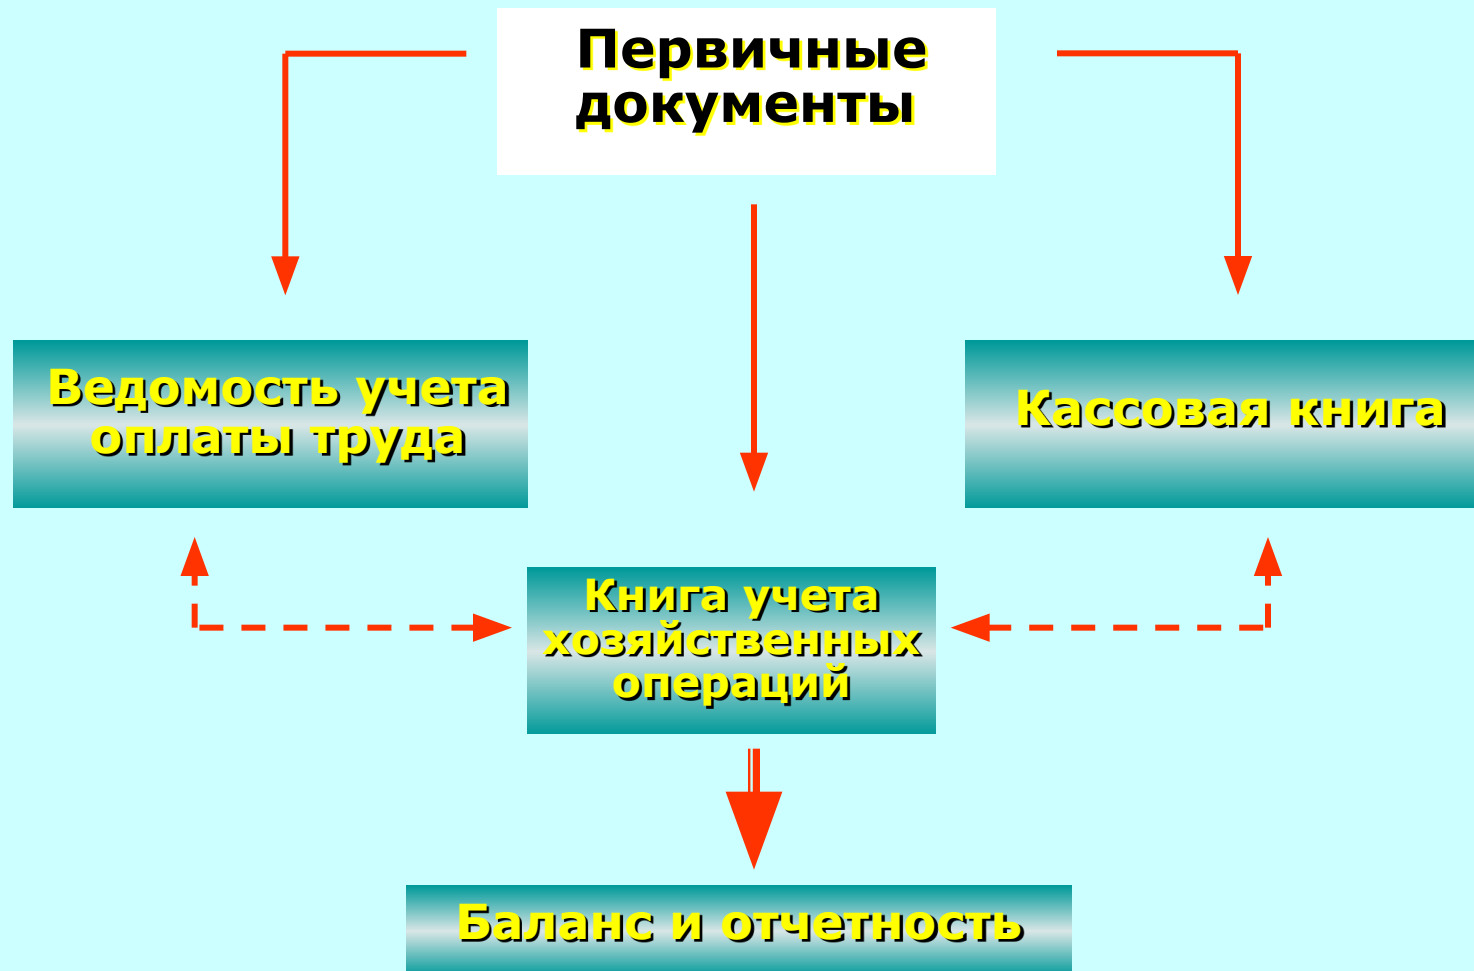 Первичные
документы
Ведомость учета
оплаты труда
Кассовая книга
Книга учета
хозяйственных
операций
Баланс и отчетность